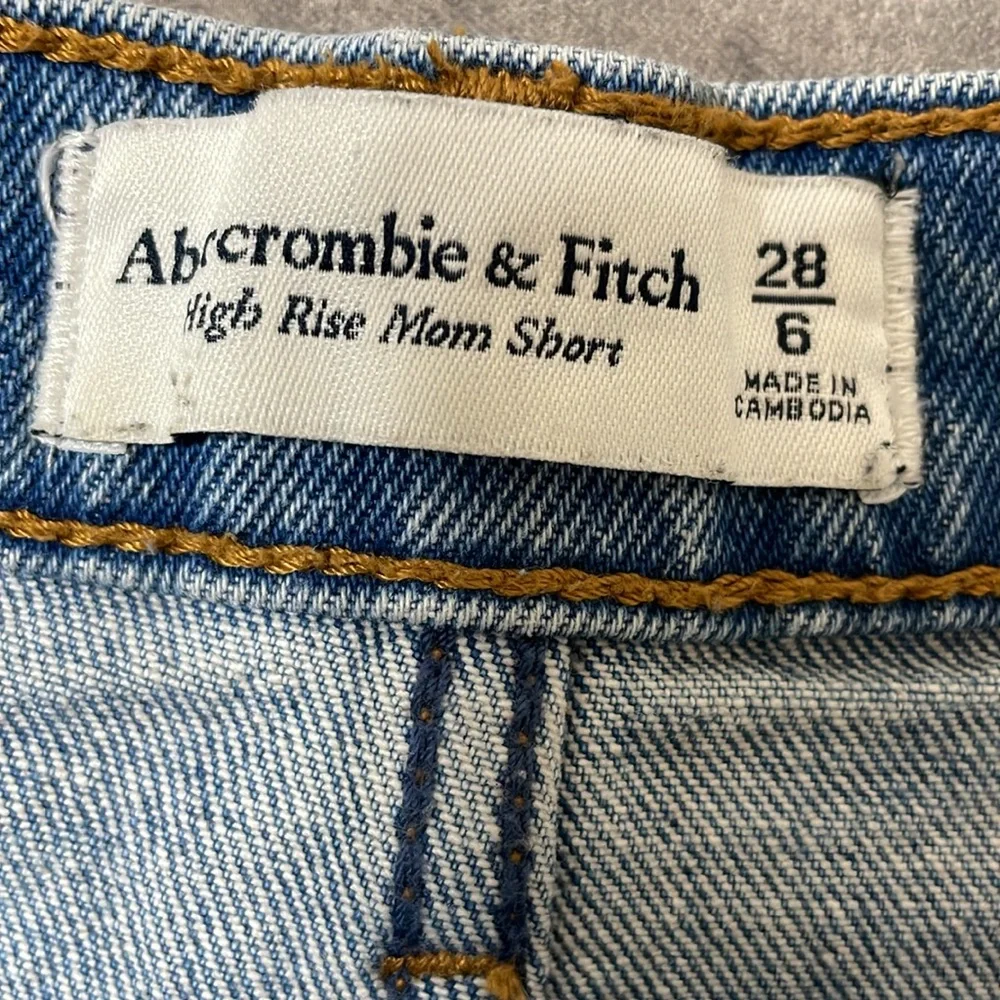 Abercrombie & Fitch
High Rise Mom Short
28
6
MADE IN
CAMBODIA